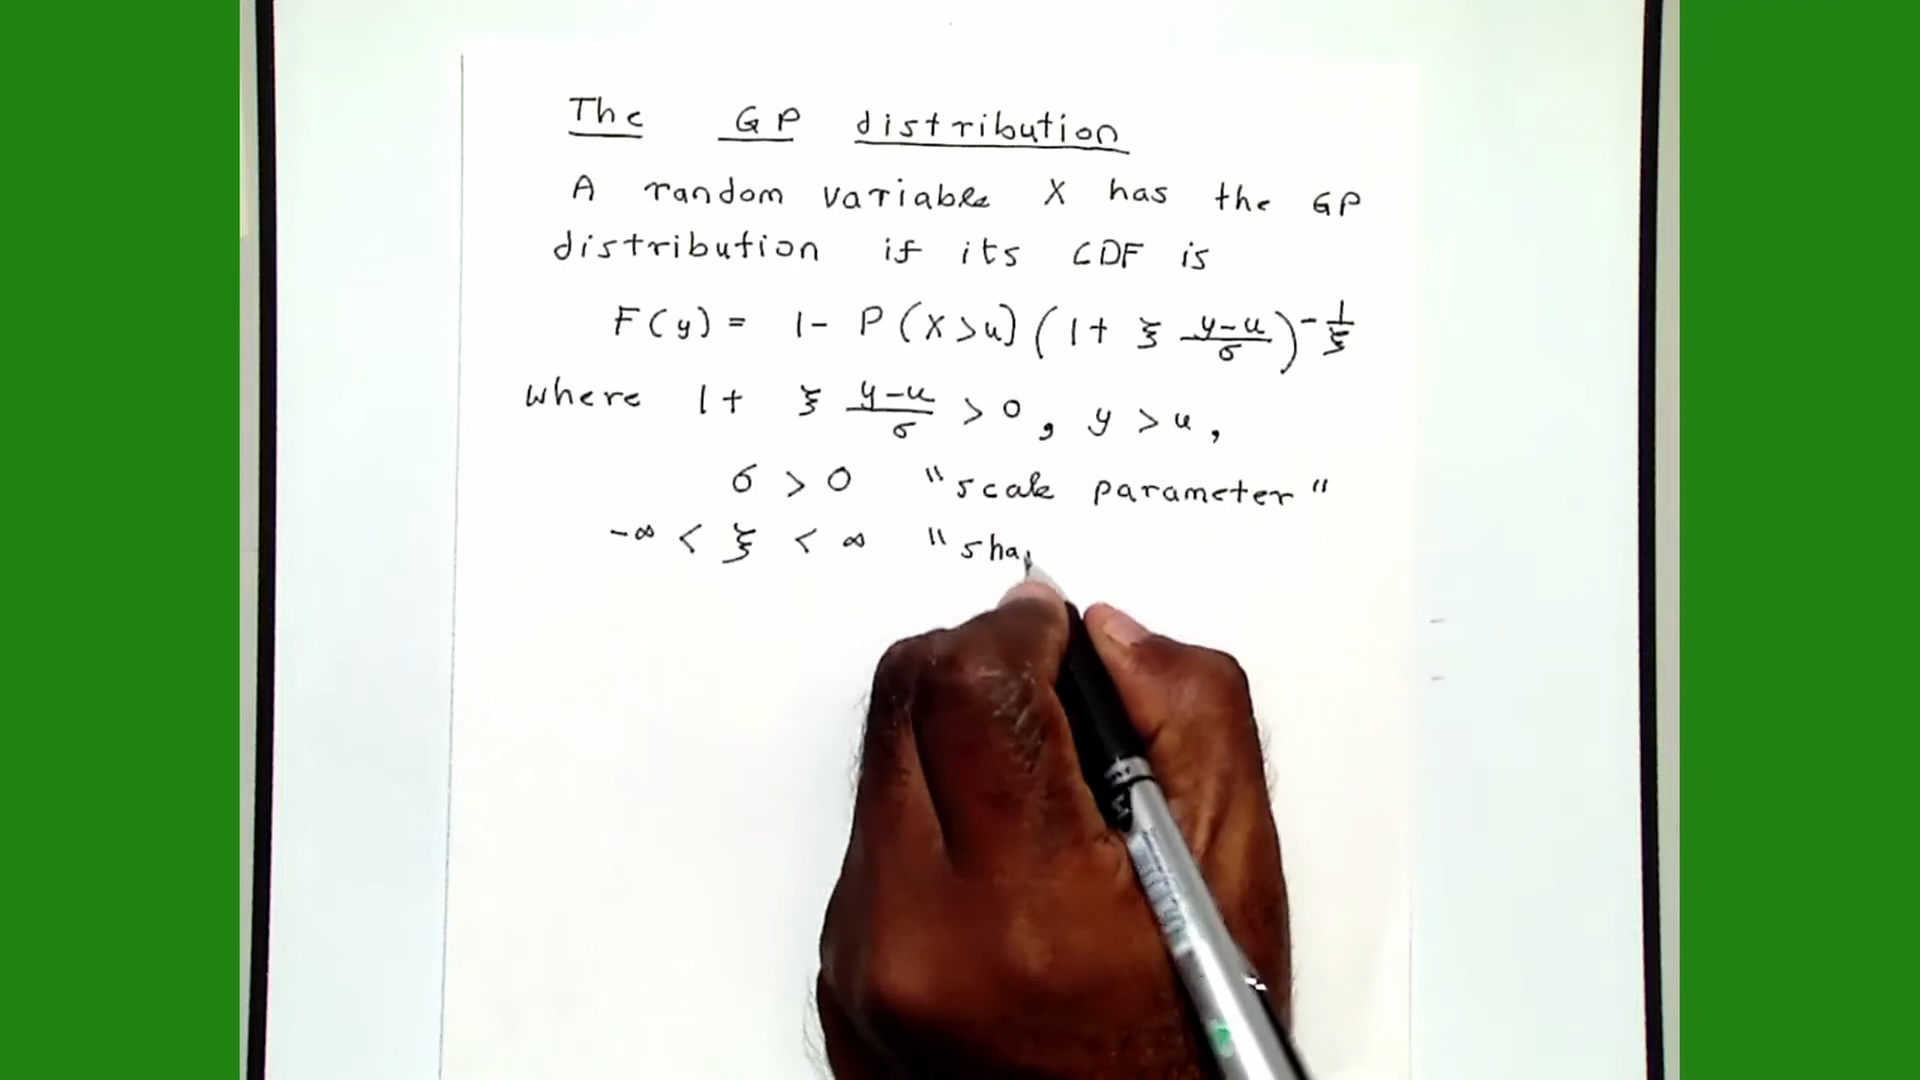 The GP distribution
A random variable X has the GP
distribution if its CDF is
F(y) = 1 - P(X>u) (1 + ξ (y-u)/σ)^(-1/ξ)
where 1 + ξ (y-u)/σ > 0, y > u,
σ > 0 "scale parameter"
-∞ < ξ < ∞ "sha